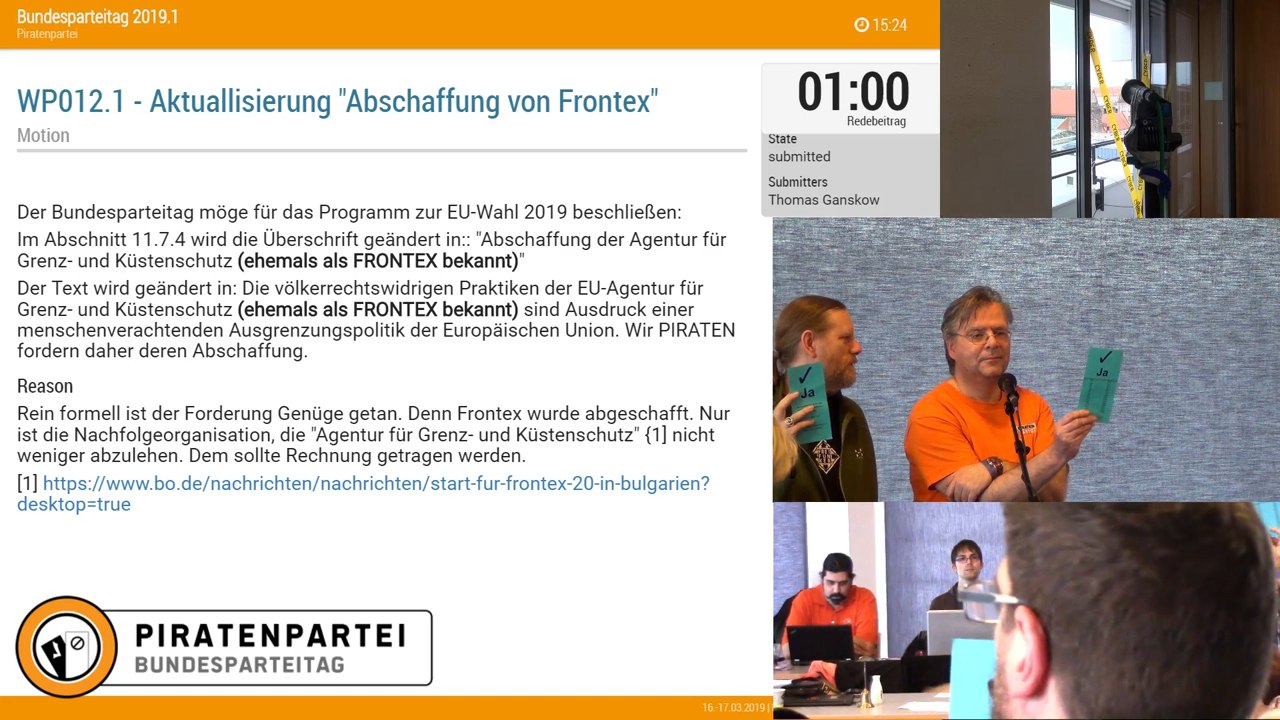 Bundesparteitag 2019.1
Piratenpartei
15:24
WP012.1 - Aktuallisierung "Abschaffung von Frontex"
Motion
01:00
Redebeitrag
State
submitted
Submitters
Thomas Ganskow
Der Bundesparteitag möge für das Programm zur EU-Wahl 2019 beschließen:
Im Abschnitt 11.7.4 wird die Überschrift geändert in:: "Abschaffung der Agentur für
Grenz- und Küstenschutz (ehemals als FRONTEX bekannt)"
Der Text wird geändert in: Die völkerrechtswidrigen Praktiken der EU-Agentur für
Grenz- und Küstenschutz (ehemals als FRONTEX bekannt) sind Ausdruck einer
menschenverachtenden Ausgrenzungspolitik der Europäischen Union. Wir PIRATEN
fordern daher deren Abschaffung.
Reason
Rein formell ist der Forderung Genüge getan. Denn Frontex wurde abgeschafft. Nur
ist die Nachfolgeorganisation, die "Agentur für Grenz- und Küstenschutz" {1] nicht
weniger abzulehen. Dem sollte Rechnung getragen werden.
[1] https://www.bo.de/nachrichten/nachrichten/start-fur-frontex-20-in-bulgarien?
desktop=true
PIRATENPARTEI
BUNDESPARTEITAG
16.-17.03.2019 |
CYBER
CYBER
CYBER
CYBER
Ja
Ja